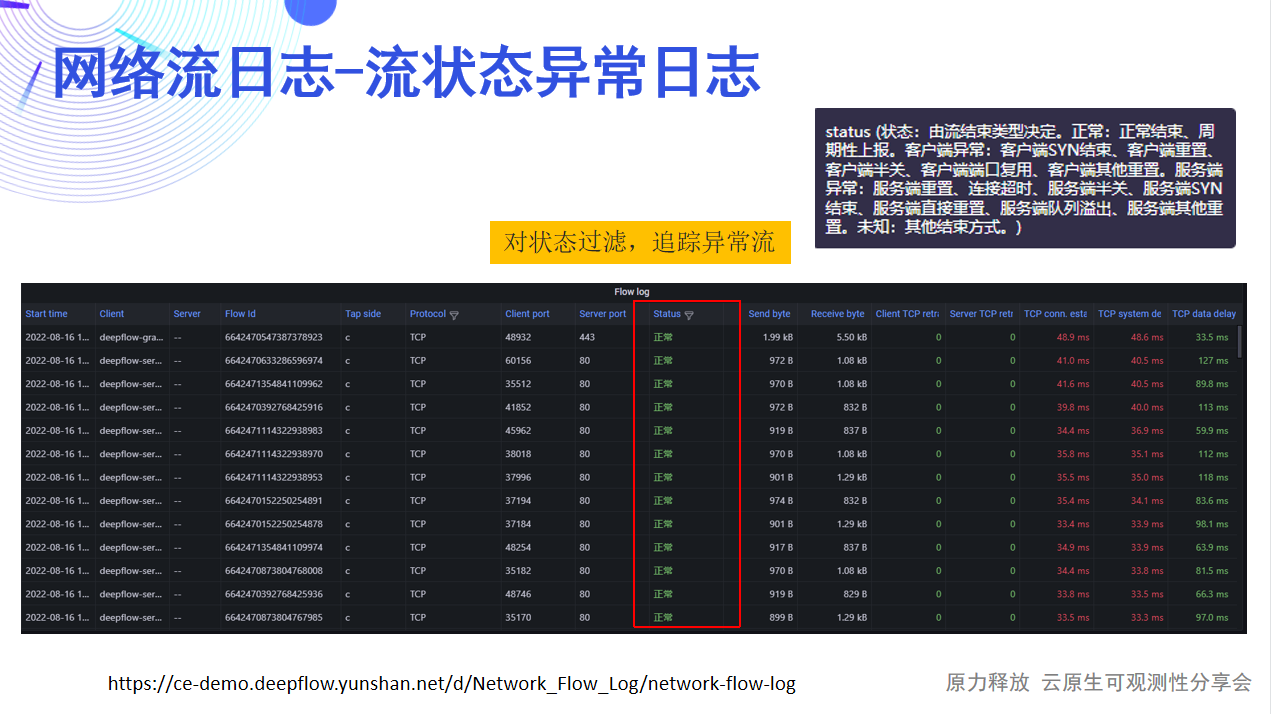 网络流日志-流状态异常日志
status (状态：由流结束类型决定。正常：正常结束、周
期性上报。客户端异常：客户端SYN结束、客户端重置、
客户端半关、客户端端口复用、客户端其他重置。服务端
异常：服务端重置、连接超时、服务端半关、服务端SYN
结束、服务端直接重置、服务端队列溢出、服务端其他重
置。未知：其他结束方式。)
对状态过滤，追踪异常流
Flow log
Start time Client Server Flow Id Tap side Protocol Client port Server port Status Send byte Receive byte Client TCP retr Server TCP retr TCP conn. esta TCP system de TCP data delay
2022-08-16 1... deepflow-gra... -- 6642470547387378923 c TCP 48932 443 正常 1.99 kB 5.50 kB 0 0 48.9 ms 48.6 ms 33.5 ms
2022-08-16 1... deepflow-ser... -- 6642470633286596974 c TCP 60156 80 正常 972 B 1.08 kB 0 0 41.0 ms 40.5 ms 127 ms
2022-08-16 1... deepflow-ser... -- 6642471354841109962 c TCP 35512 80 正常 970 B 1.08 kB 0 0 41.6 ms 40.5 ms 89.8 ms
2022-08-16 1... deepflow-ser... -- 6642470392768425916 c TCP 41852 80 正常 972 B 832 B 0 0 39.8 ms 40.0 ms 113 ms
2022-08-16 1... deepflow-ser... -- 6642471114322938983 c TCP 45962 80 正常 919 B 837 B 0 0 34.4 ms 36.9 ms 59.9 ms
2022-08-16 1... deepflow-ser... -- 6642471114322938970 c TCP 38018 80 正常 970 B 1.08 kB 0 0 35.8 ms 35.1 ms 112 ms
2022-08-16 1... deepflow-ser... -- 6642471114322938953 c TCP 37996 80 正常 901 B 1.29 kB 0 0 35.5 ms 35.0 ms 118 ms
2022-08-16 1... deepflow-ser... -- 6642470152250254891 c TCP 37194 80 正常 974 B 832 B 0 0 35.4 ms 34.1 ms 83.6 ms
2022-08-16 1... deepflow-ser... -- 6642470152250254878 c TCP 37184 80 正常 901 B 1.29 kB 0 0 33.4 ms 33.9 ms 98.1 ms
2022-08-16 1... deepflow-ser... -- 6642471354841109974 c TCP 48254 80 正常 917 B 837 B 0 0 34.9 ms 33.9 ms 63.9 ms
2022-08-16 1... deepflow-ser... -- 6642470873804768008 c TCP 35182 80 正常 970 B 1.08 kB 0 0 34.4 ms 33.8 ms 81.5 ms
2022-08-16 1... deepflow-ser... -- 6642470392768425936 c TCP 48746 80 正常 919 B 829 B 0 0 33.8 ms 33.5 ms 66.3 ms
2022-08-16 1... deepflow-ser... -- 6642470873804767985 c TCP 35170 80 正常 899 B 1.29 kB 0 0 33.5 ms 33.3 ms 97.0 ms
https://ce-demo.deepflow.yunshan.net/d/Network_Flow_Log/network-flow-log
原力释放 云原生可观测性分享会